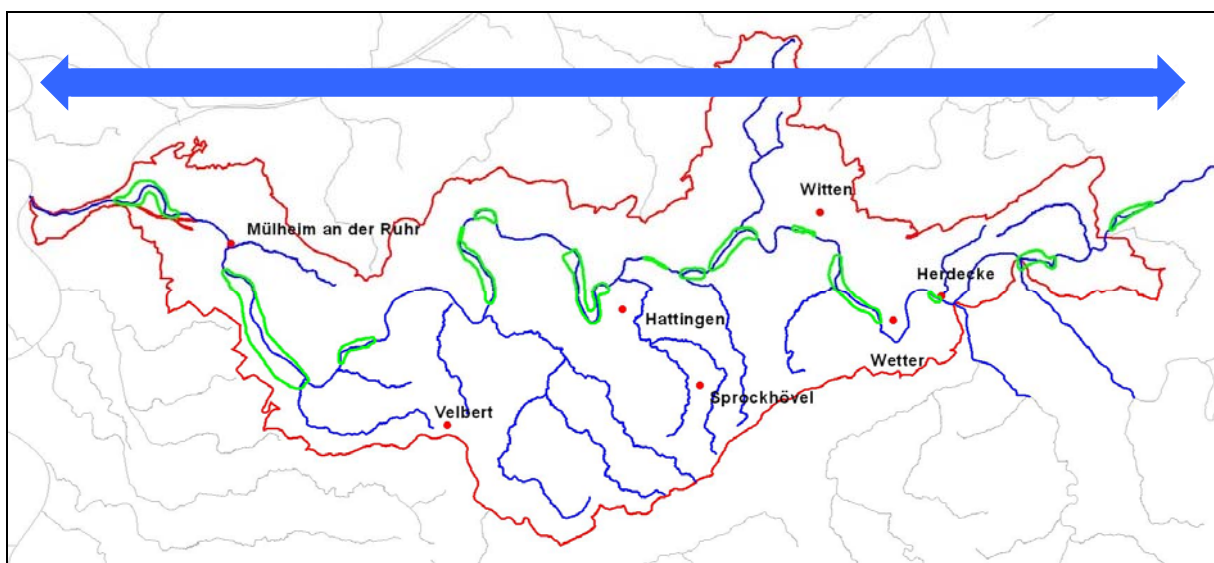 Witten
Mülheim an der Ruhr
Herdecke
Hattingen
Wetter
Sprockhövel
Velbert